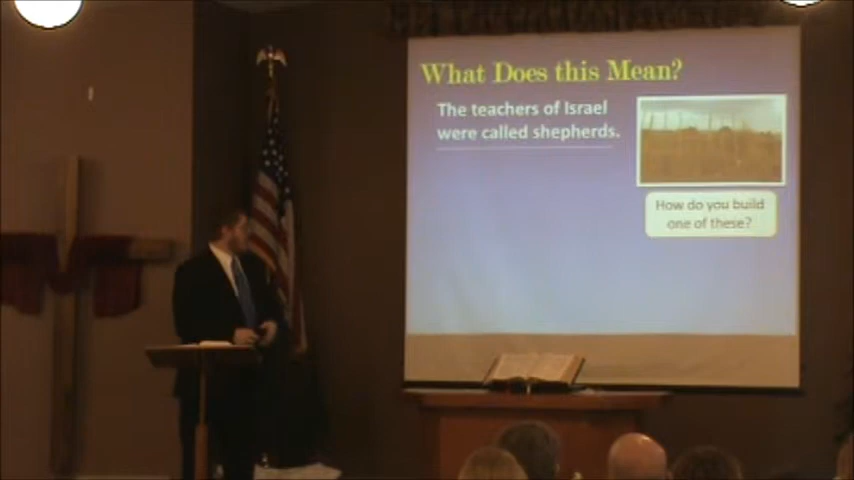 What Does this Mean?
The teachers of Israel
were called shepherds.
How do you build
one of these?